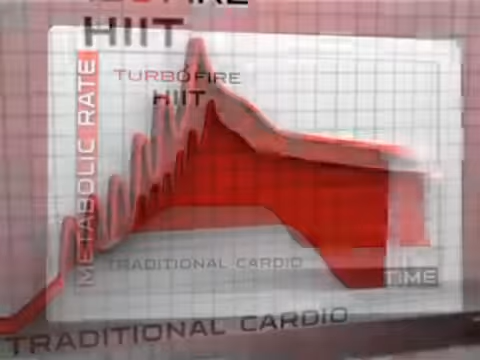 HIIT
TURBOFIRE
HIIT
METABOLIC RATE
TRADITIONAL CARDIO
TIME
TRADITIONAL CARDIO